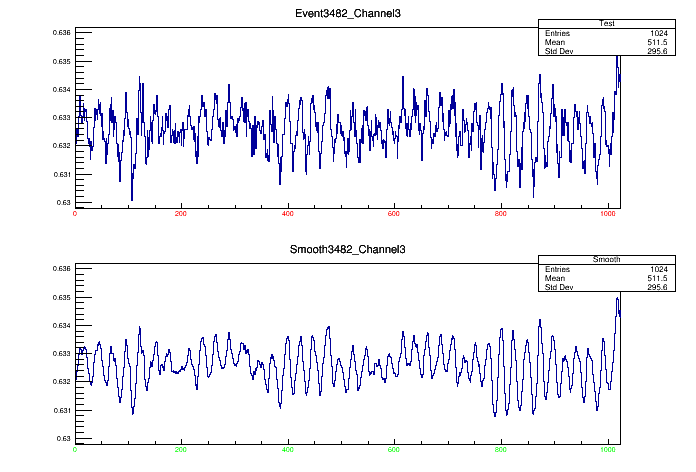 Event3482_Channel3
Test
Entries 1024
Mean 511.5
Std Dev 295.6
0.636
0.635
0.634
0.633
0.632
0.631
0.63
0 200 400 600 800 1000
Smooth3482_Channel3
Smooth
Entries 1024
Mean 511.5
Std Dev 295.6
0.636
0.635
0.634
0.633
0.632
0.631
0.63
0 200 400 600 800 1000